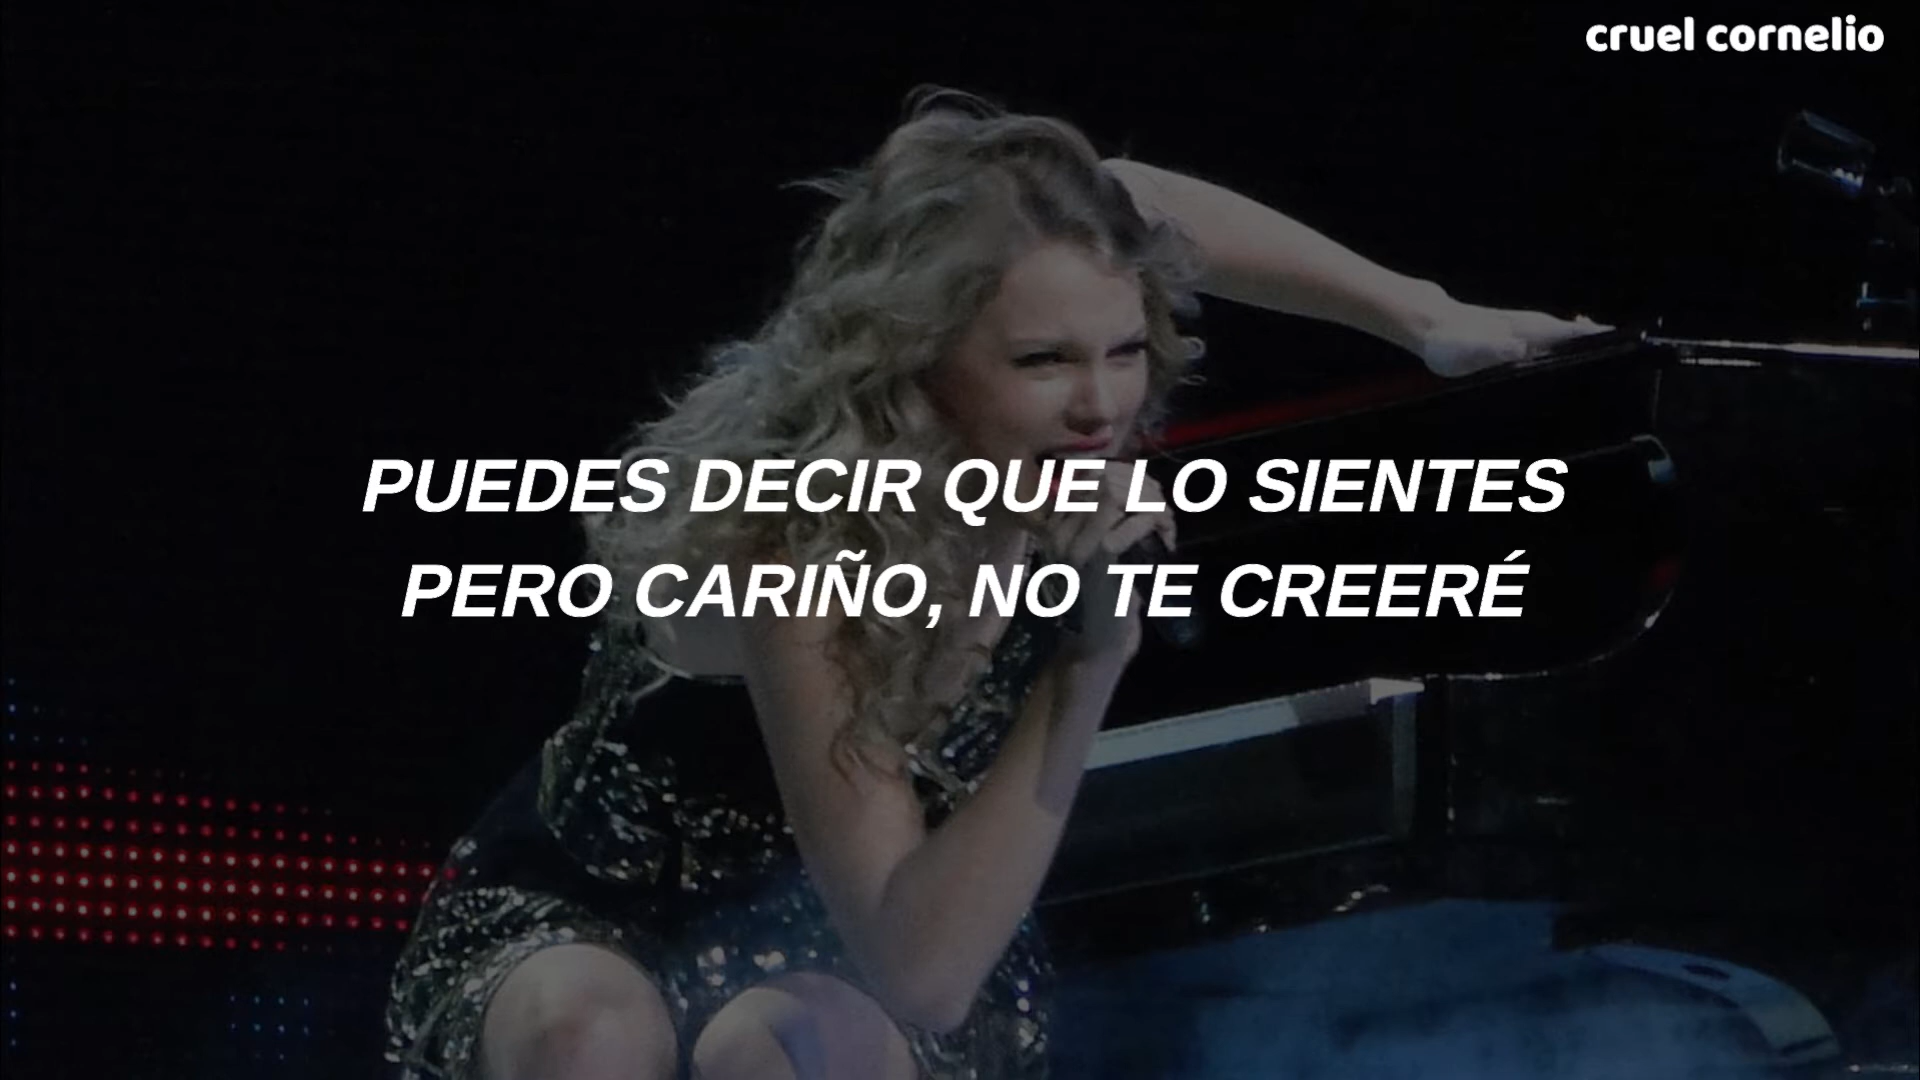 cruel cornelio
PUEDES DECIR QUE LO SIENTES
PERO CARIÑO, NO TE CREERÉ